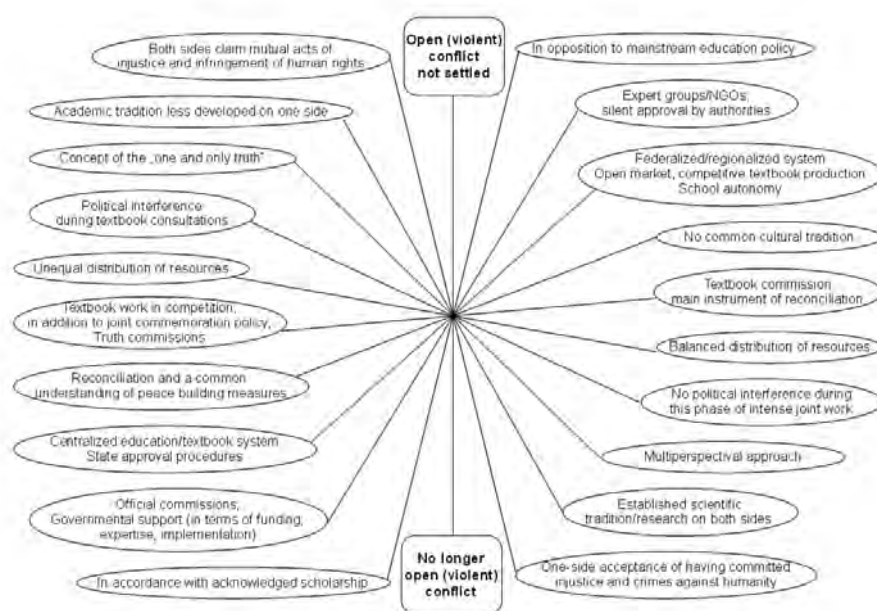 Open (violent)
conflict
not settled
Both sides claim mutual acts of
injustice and infringement of human rights
Academic tradition less developed on one side
Concept of the „one and only truth"
Political interference
during textbook consultations
Unequal distribution of resources
Textbook work in competition,
in addition to joint commemoration policy,
Truth commissions
Reconciliation and a common
understanding of peace building measures
Centralized education/textbook system
State approval procedures
Official commissions,
Governmental support (in terms of funding,
expertise, implementation)
In accordance with acknowledged scholarship
In opposition to mainstream education policy
Expert groups/NGOs,
silent approval by authorities
Federalized/regionalized system
Open market, competitive textbook production
School autonomy
No common cultural tradition
Textbook commission
main instrument of reconciliation
Balanced distribution of resources
No political interference during
this phase of intense joint work
Multiperspectival approach
Established scientific
tradition/research on both sides
One-side acceptance of having committed
injustice and crimes against humanity
No longer
open (violent)
conflict